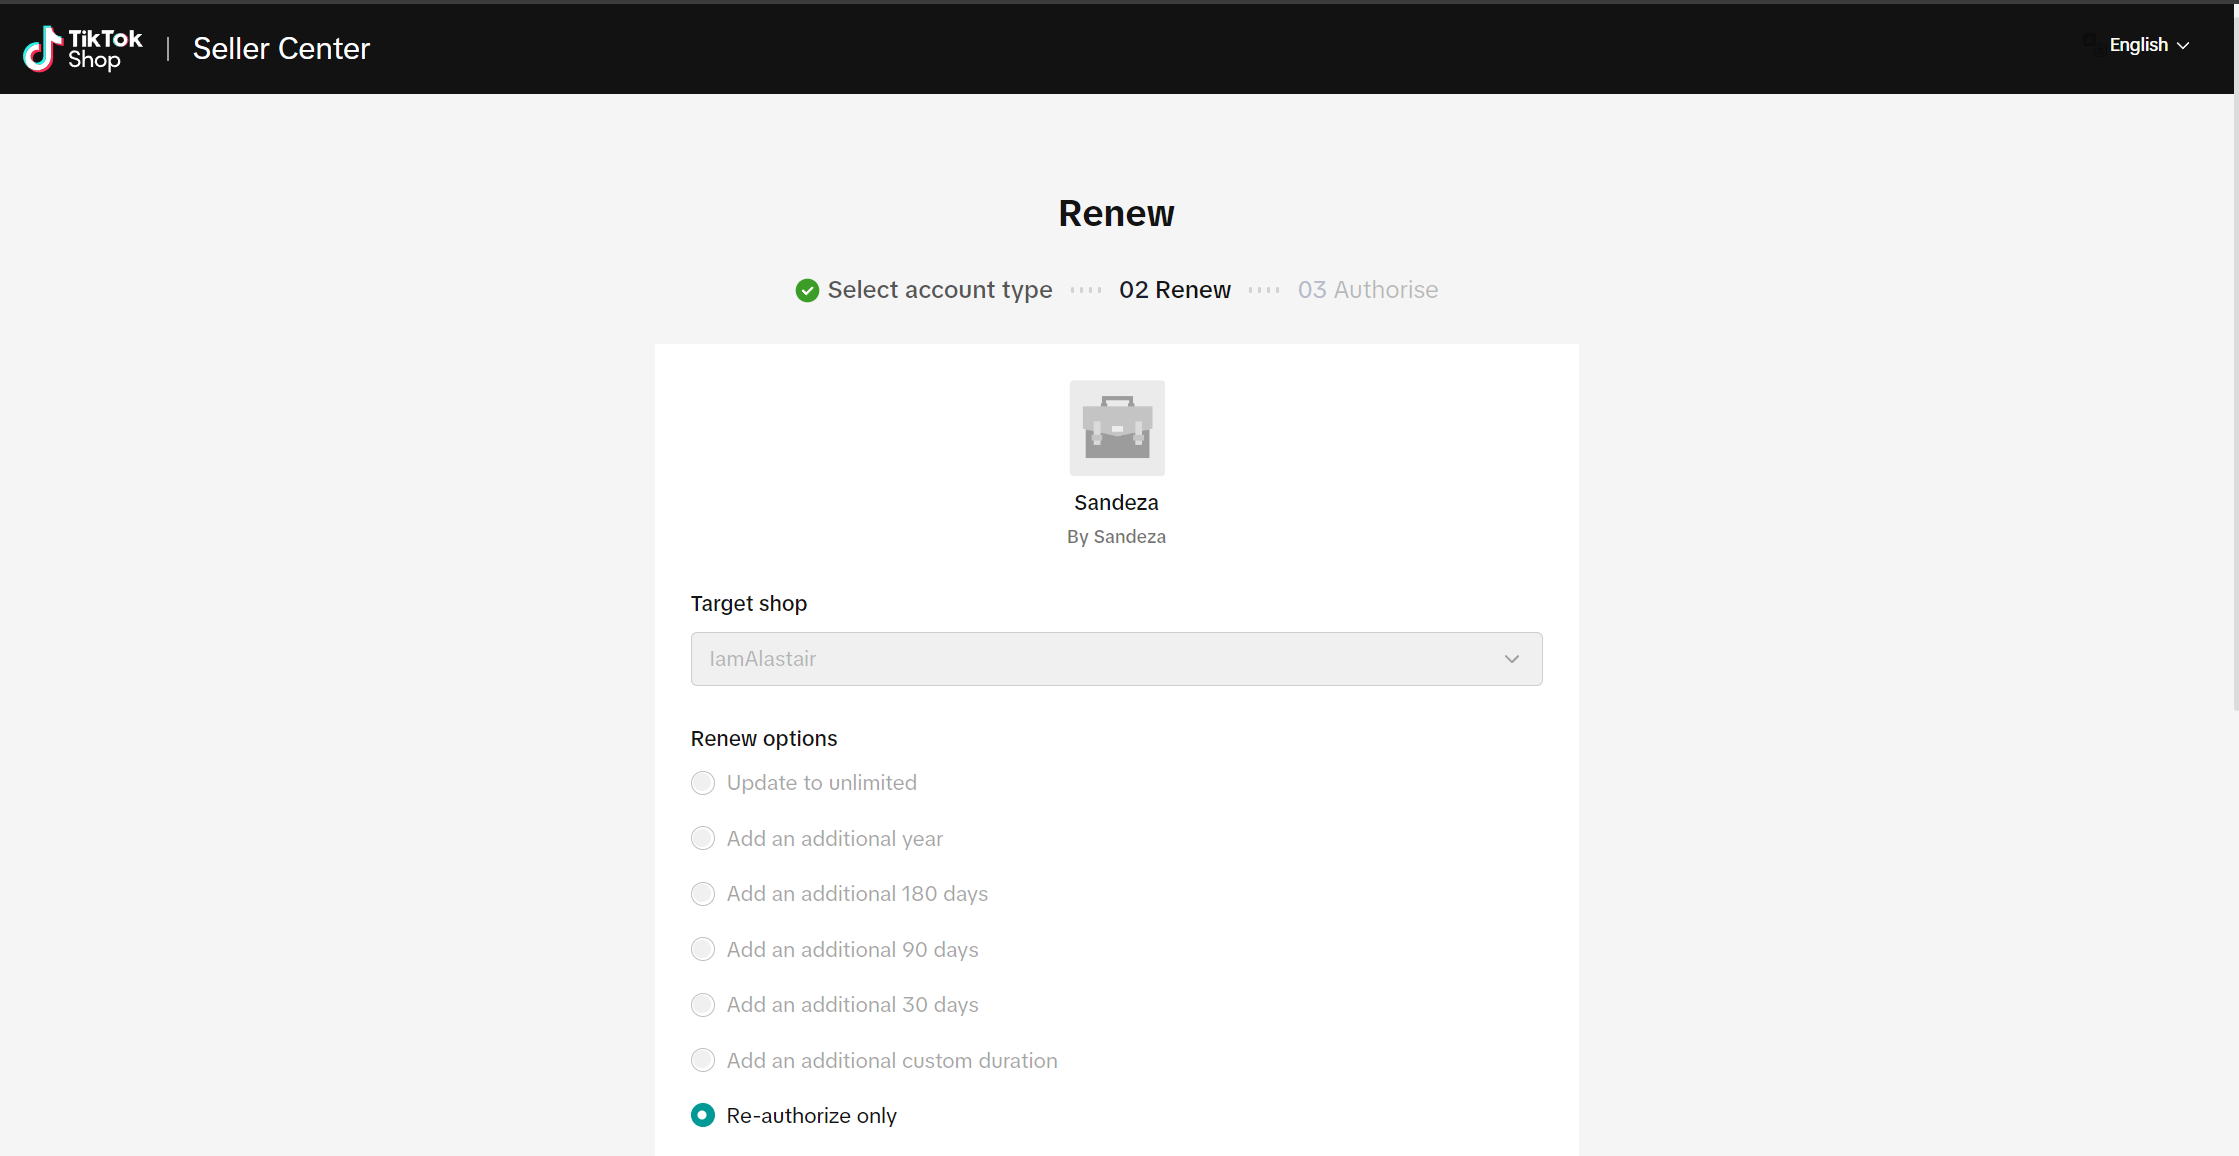 TikTok
Shop
Seller Center
English
Renew
Select account type
02 Renew
03 Authorise
Sandeza
By Sandeza
Target shop
IamAlastair
Renew options
Update to unlimited
Add an additional year
Add an additional 180 days
Add an additional 90 days
Add an additional 30 days
Add an additional custom duration
Re-authorize only